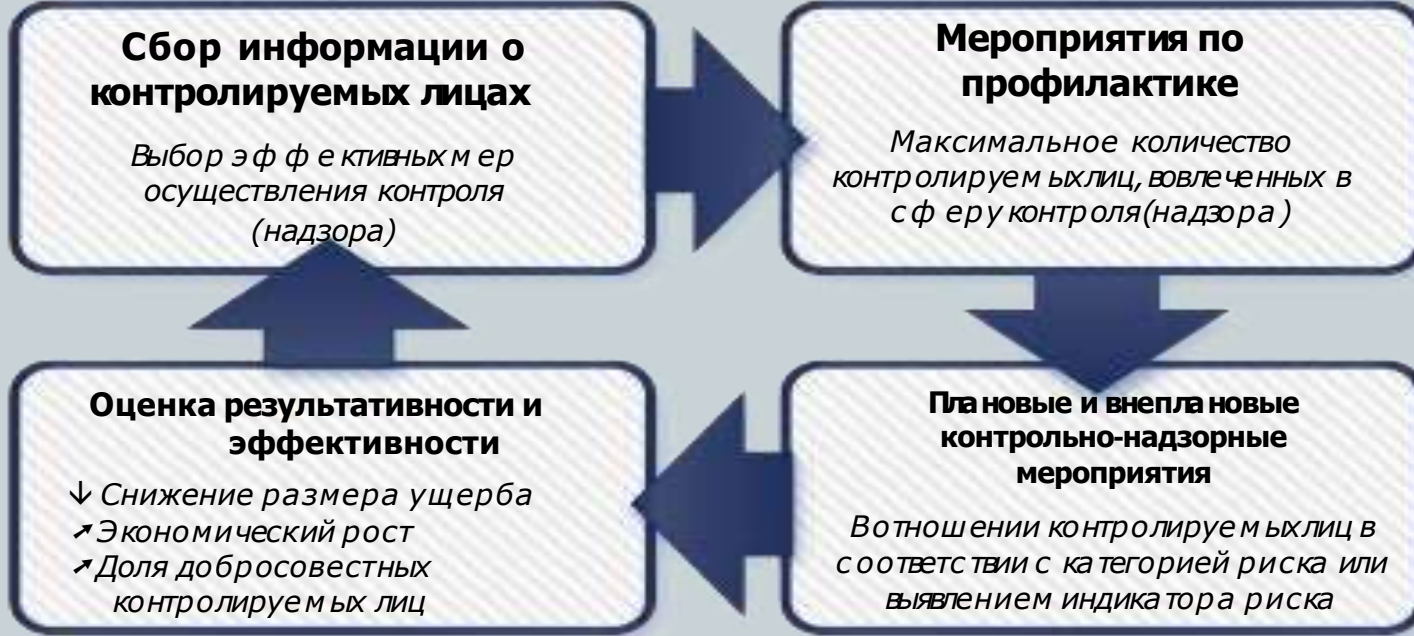 Сбор информации о
контролируемых лицах
Выбор эффективных мер
осуществления контроля
(надзора)
Мероприятия по
профилактике
Максимальное количество
контролируемых лиц, вовлеченных в
сферу контроля (надзора)
Оценка результативности и
эффективности
↓ Снижение размера ущерба
➚ Экономический рост
➚ Доля добросовестных
контролируемых лиц
Плановые и внеплановые
контрольно-надзорные
мероприятия
В отношении контролируемых лиц в
соответствии с категорией риска или
выявлением индикатора риска